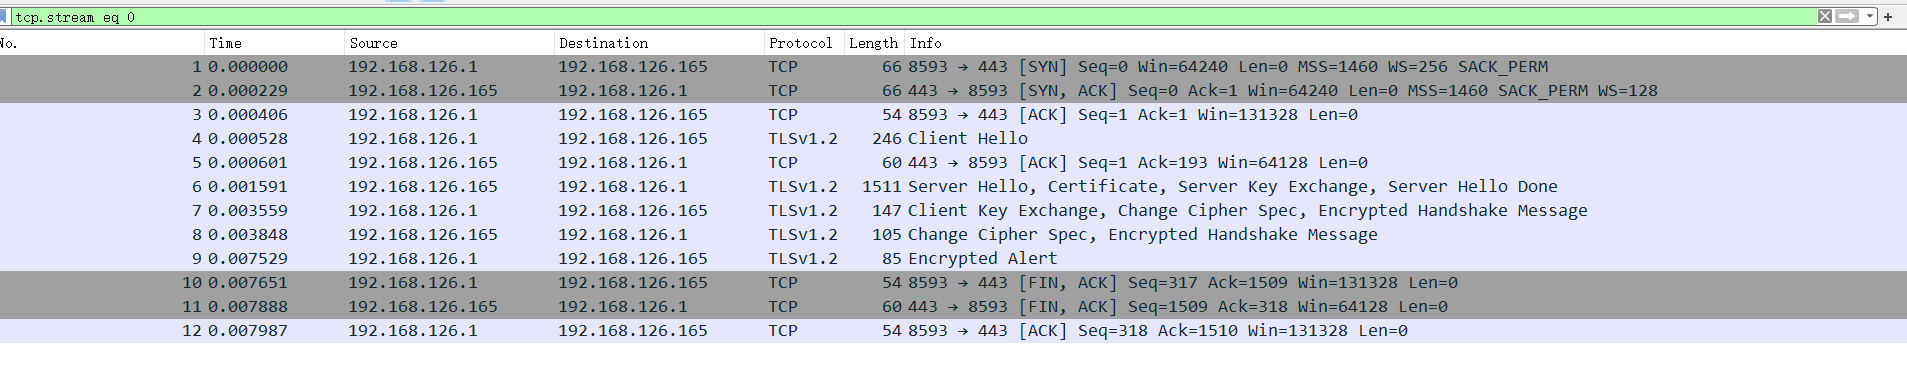 tcp.stream eq 0
No. Time Source Destination Protocol Length Info
1 0.000000 192.168.126.1 192.168.126.165 TCP 66 8593 → 443 [SYN] Seq=0 Win=64240 Len=0 MSS=1460 WS=256 SACK_PERM
2 0.000229 192.168.126.165 192.168.126.1 TCP 66 443 → 8593 [SYN, ACK] Seq=0 Ack=1 Win=64240 Len=0 MSS=1460 SACK_PERM WS=128
3 0.000406 192.168.126.1 192.168.126.165 TCP 54 8593 → 443 [ACK] Seq=1 Ack=1 Win=131328 Len=0
4 0.000528 192.168.126.1 192.168.126.165 TLSv1.2 246 Client Hello
5 0.000601 192.168.126.165 192.168.126.1 TCP 60 443 → 8593 [ACK] Seq=1 Ack=193 Win=64128 Len=0
6 0.001591 192.168.126.165 192.168.126.1 TLSv1.2 1511 Server Hello, Certificate, Server Key Exchange, Server Hello Done
7 0.003559 192.168.126.1 192.168.126.165 TLSv1.2 147 Client Key Exchange, Change Cipher Spec, Encrypted Handshake Message
8 0.003848 192.168.126.165 192.168.126.1 TLSv1.2 105 Change Cipher Spec, Encrypted Handshake Message
9 0.007529 192.168.126.1 192.168.126.165 TLSv1.2 85 Encrypted Alert
10 0.007651 192.168.126.1 192.168.126.165 TCP 54 8593 → 443 [FIN, ACK] Seq=317 Ack=1509 Win=131328 Len=0
11 0.007888 192.168.126.165 192.168.126.1 TCP 60 443 → 8593 [FIN, ACK] Seq=1509 Ack=318 Win=64128 Len=0
12 0.007987 192.168.126.1 192.168.126.165 TCP 54 8593 → 443 [ACK] Seq=318 Ack=1510 Win=131328 Len=0